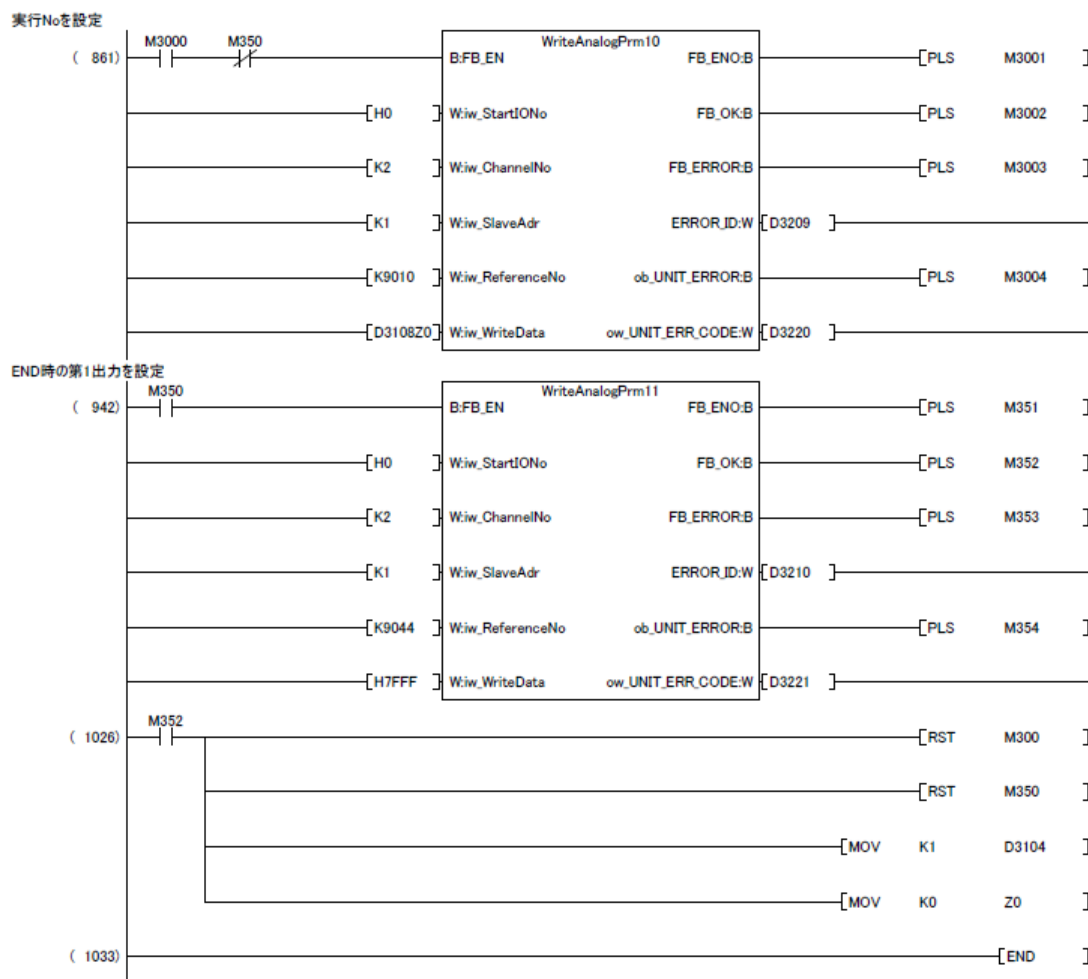 実行Noを設定
M3000 M350 WriteAnalogPrm10
( 861) B:FB_EN FB_ENO:B [PLS M3001 ]
[H0 ] W:iw_StartIONo FB_OK:B [PLS M3002 ]
[K2 ] W:iw_ChannelNo FB_ERROR:B [PLS M3003 ]
[K1 ] W:iw_SlaveAdr ERROR_ID:W [D3209 ]
[K9010 ] W:iw_ReferenceNo ob_UNIT_ERROR:B [PLS M3004 ]
[D3108Z0] W:iw_WriteData ow_UNIT_ERR_CODE:W [D3220 ]
END時の第1出力を設定
M350 WriteAnalogPrm11
( 942) B:FB_EN FB_ENO:B [PLS M351 ]
[H0 ] W:iw_StartIONo FB_OK:B [PLS M352 ]
[K2 ] W:iw_ChannelNo FB_ERROR:B [PLS M353 ]
[K1 ] W:iw_SlaveAdr ERROR_ID:W [D3210 ]
[K9044 ] W:iw_ReferenceNo ob_UNIT_ERROR:B [PLS M354 ]
[H7FFF ] W:iw_WriteData ow_UNIT_ERR_CODE:W [D3221 ]
M352
( 1026) [RST M300 ]
[RST M350 ]
[MOV K1 D3104 ]
[MOV K0 Z0 ]
( 1033) [END ]